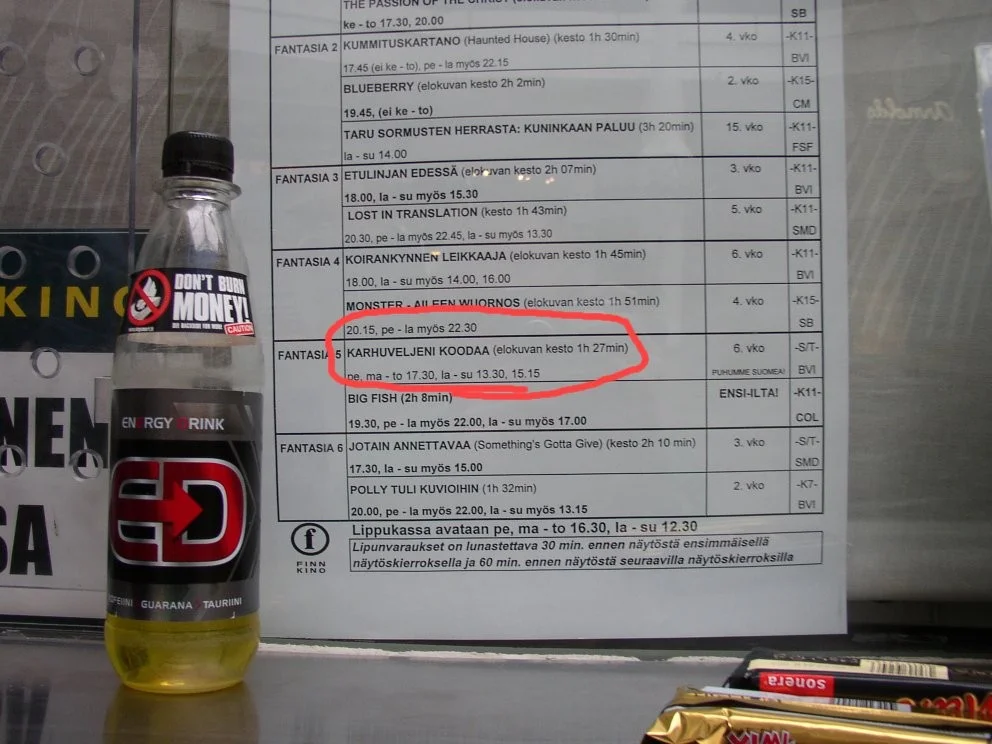 THE PASSION OF THE CHRIST
ke - to 17.30, 20.00
SB
FANTASIA 2
KUMMITUSKARTANO (Haunted House) (kesto 1h 30min)
4. vko
-K11-
17.45 (ei ke - to), pe - la myös 22.15
BVI
BLUEBERRY (elokuvan kesto 2h 2min)
2. vko
-K15-
19.45, (ei ke - to)
CM
TARU SORMUSTEN HERRASTA: KUNINKAAN PALUU (3h 20min)
15. vko
-K11-
la - su 14.00
FSF
FANTASIA 3
ETULINJAN EDESSÄ (elokuvan kesto 2h 07min)
3. vko
-K11-
18.00, la - su myös 15.30
BVI
LOST IN TRANSLATION (kesto 1h 43min)
5. vko
-K11-
20.30, pe - la myös 22.45, la - su myös 13.30
SMD
FANTASIA 4
KOIRANKYNNEN LEIKKAAJA (elokuvan kesto 1h 45min)
6. vko
-K11-
18.00, la - su myös 14.00, 16.00
BVI
MONSTER - AILEEN WUORNOS (elokuvan kesto 1h 51min)
4. vko
-K15-
20.15, pe - la myös 22.30
SB
FANTASIA 5
KARHUVELJENI KOODAA (elokuvan kesto 1h 27min)
6. vko
-S/T-
pe, ma - to 17.30, la - su 13.30, 15.15
PUHUMME SUOMEA!
BVI
BIG FISH (2h 8min)
ENSI-ILTA!
-K11-
19.30, pe - la myös 22.00, la - su myös 17.00
COL
FANTASIA 6
JOTAIN ANNETTAVAA (Something's Gotta Give) (kesto 2h 10 min)
3. vko
-S/T-
17.30, la - su myös 15.00
SMD
POLLY TULI KUVIOIHIN (1h 32min)
2. vko
-K7-
20.00, pe - la myös 22.00, la - su myös 13.15
BVI
f
FINN
KINO
Lippukassa avataan pe, ma - to 16.30, la - su 12.30
Lipunvaraukset on lunastettava 30 min. ennen näytöstä ensimmäisellä
näytöskierroksella ja 60 min. ennen näytöstä seuraavilla näytöskierroksilla
Arnolds
KINO
NEN
SA
DON'T BURN
MONEY!
SEE BACKSIDE FOR MORE
CAUTION
ENERGY DRINK
ED
GUARANA TAURIINI
sonera
Mars
TWIX